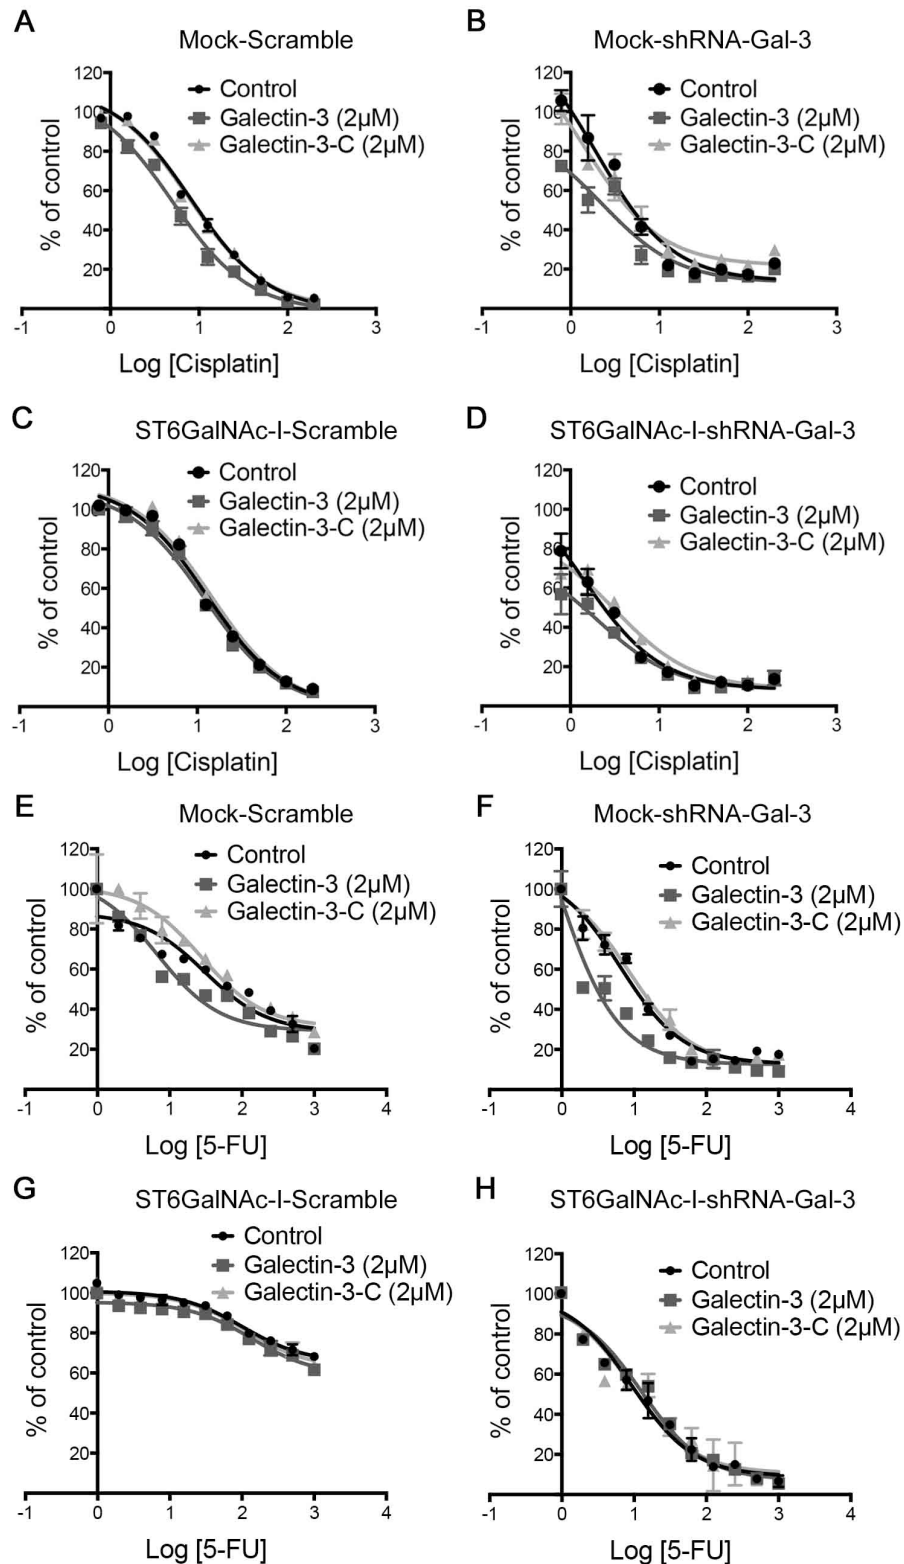 A
Mock-Scramble
Control
Galectin-3 (2µM)
Galectin-3-C (2µM)
120
100
80
60
40
20
% of control
-1 0 1 2 3
Log [Cisplatin]
B
Mock-shRNA-Gal-3
Control
Galectin-3 (2µM)
Galectin-3-C (2µM)
120
100
80
60
40
20
% of control
-1 0 1 2 3
Log [Cisplatin]
C
ST6GalNAc-I-Scramble
Control
Galectin-3 (2µM)
Galectin-3-C (2µM)
120
100
80
60
40
20
% of control
-1 0 1 2 3
Log [Cisplatin]
D
ST6GalNAc-I-shRNA-Gal-3
Control
Galectin-3 (2µM)
Galectin-3-C (2µM)
120
100
80
60
40
20
% of control
-1 0 1 2 3
Log [Cisplatin]
E
Mock-Scramble
Control
Galectin-3 (2µM)
Galectin-3-C (2µM)
120
100
80
60
40
20
% of control
-1 0 1 2 3 4
Log [5-FU]
F
Mock-shRNA-Gal-3
Control
Galectin-3 (2µM)
Galectin-3-C (2µM)
120
100
80
60
40
20
% of control
-1 0 1 2 3 4
Log [5-FU]
G
ST6GalNAc-I-Scramble
Control
Galectin-3 (2µM)
Galectin-3-C (2µM)
120
100
80
60
40
20
% of control
-1 0 1 2 3 4
Log [5-FU]
H
ST6GalNAc-I-shRNA-Gal-3
Control
Galectin-3 (2µM)
Galectin-3-C (2µM)
120
100
80
60
40
20
% of control
-1 0 1 2 3 4
Log [5-FU]